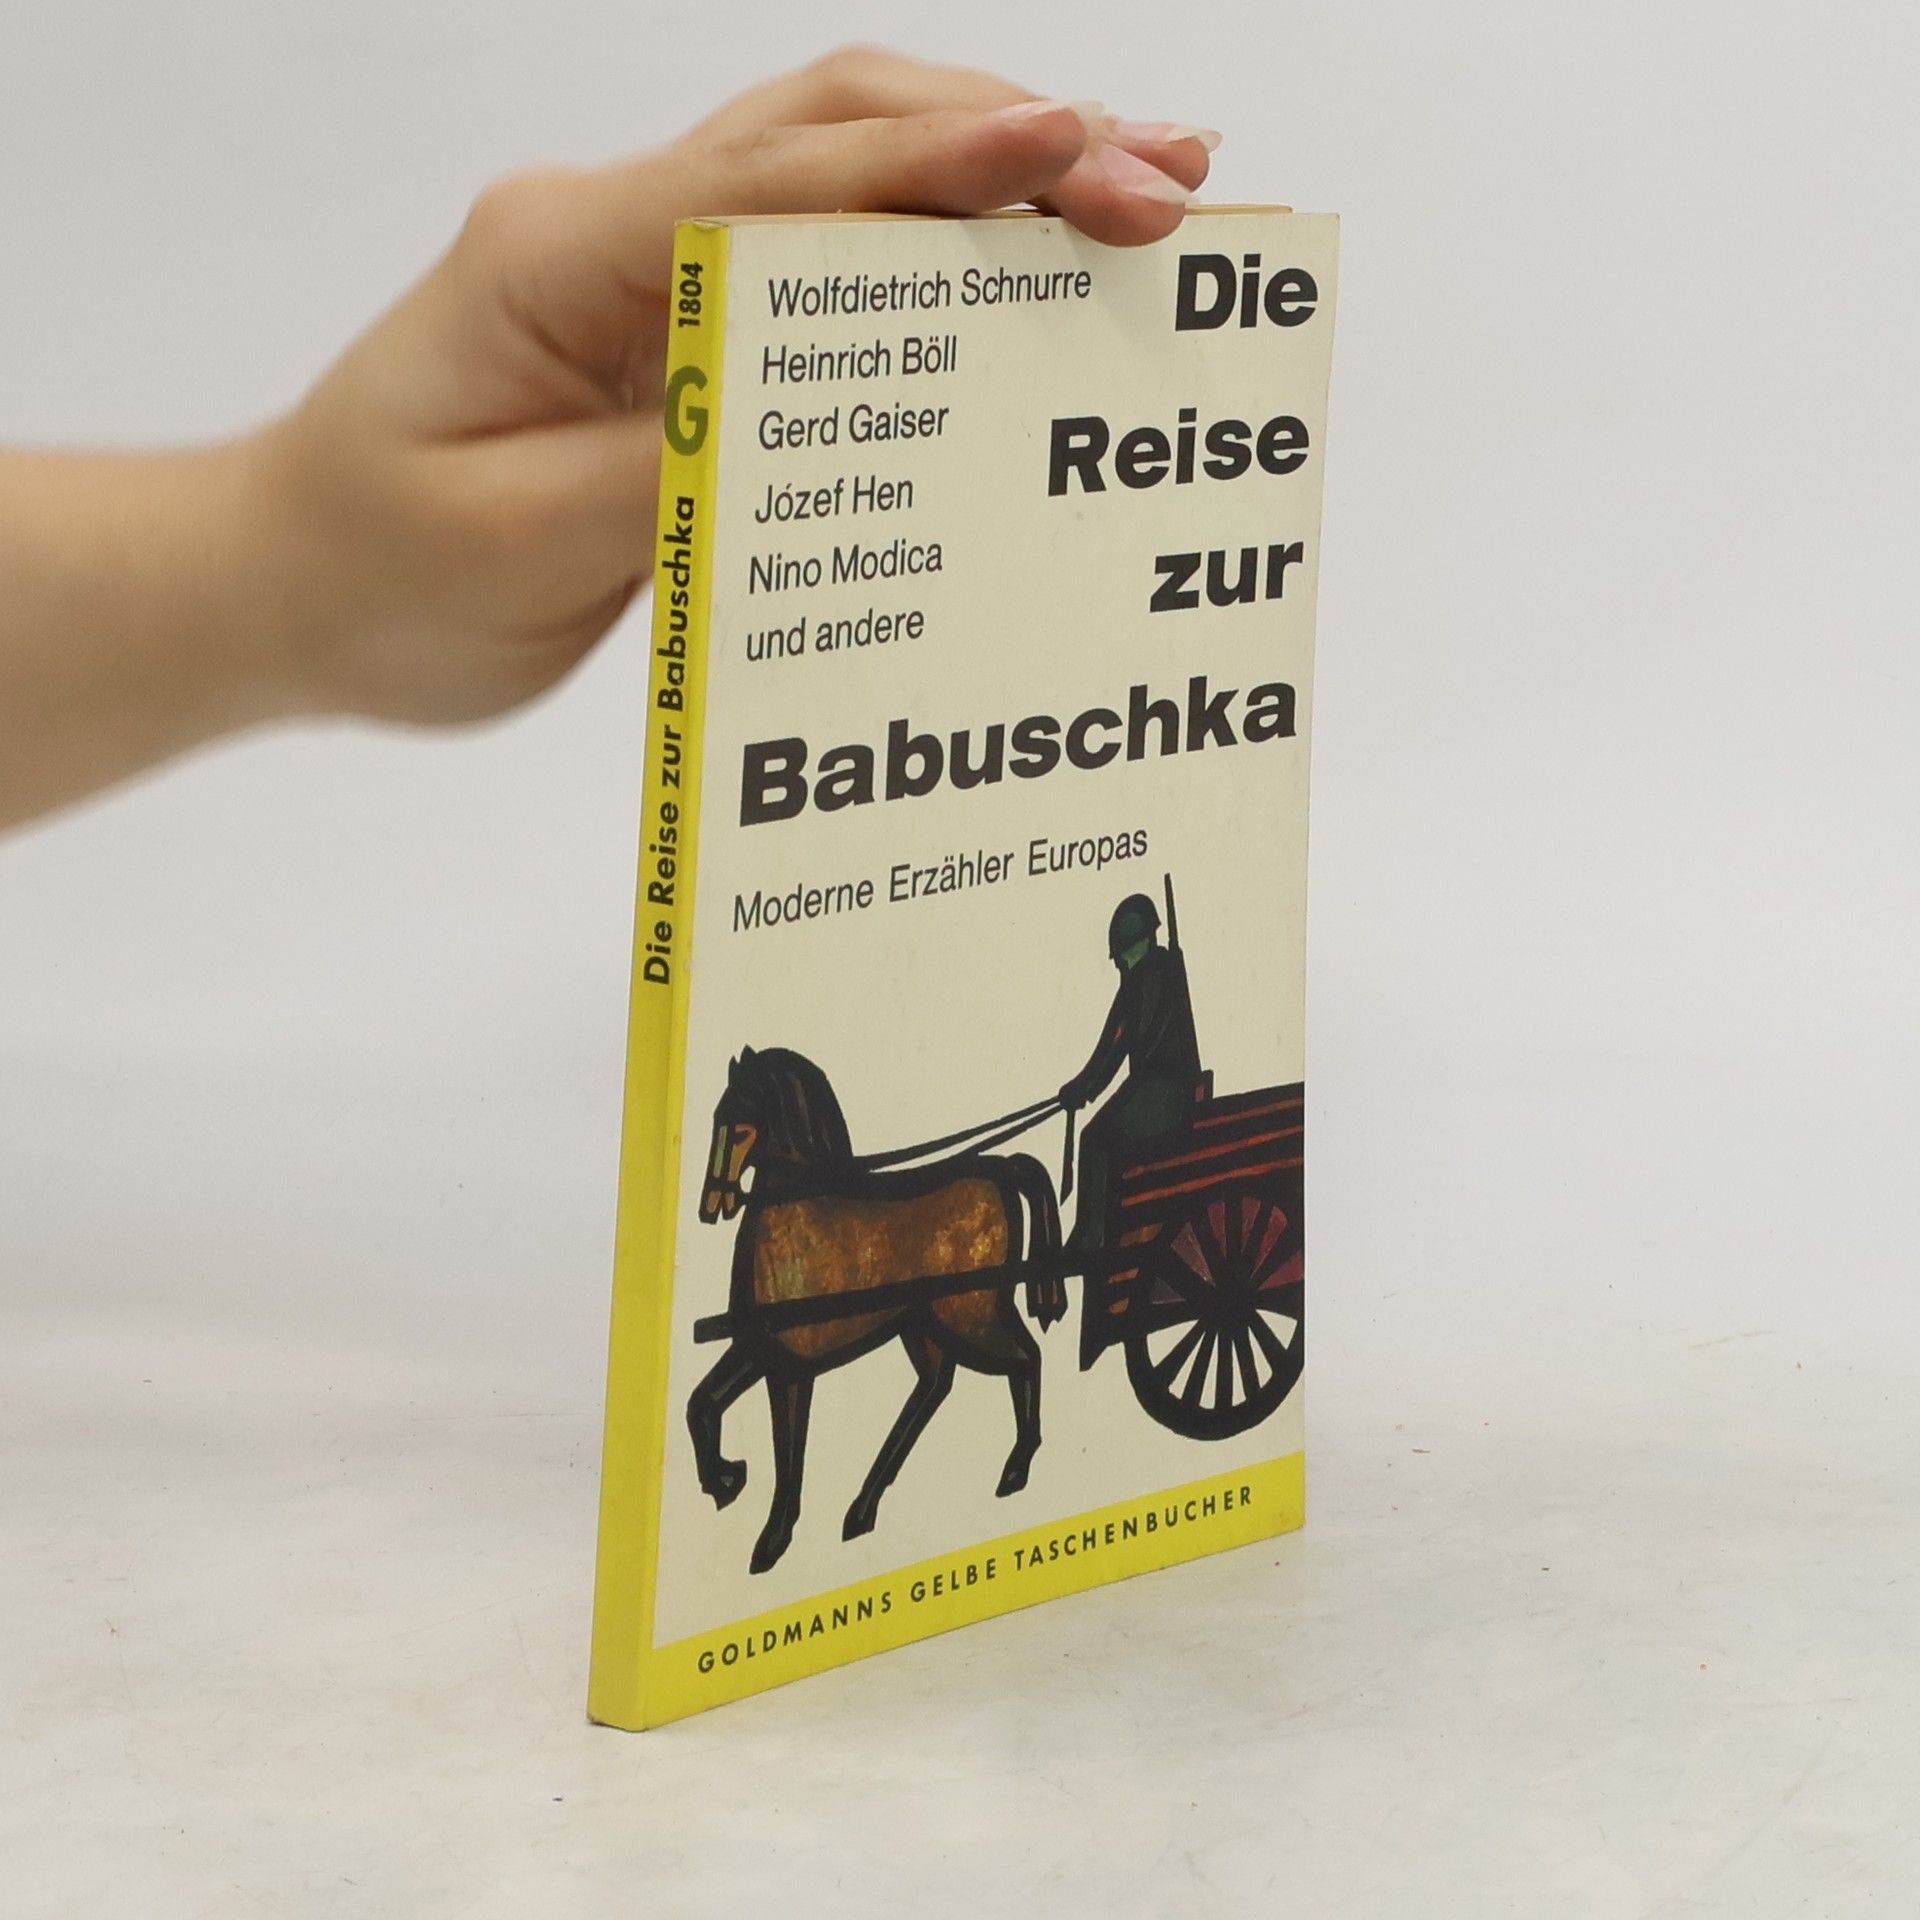 1804
G
Die Reise zur Babuschka
Wolfdietrich Schnurre
Heinrich Böll
Gerd Gaiser
Józef Hen
Nino Modica
und andere
Die
Reise
zur
Babuschka
Moderne Erzähler Europas
GOLDMANNS GELBE TASCHENBÜCHER